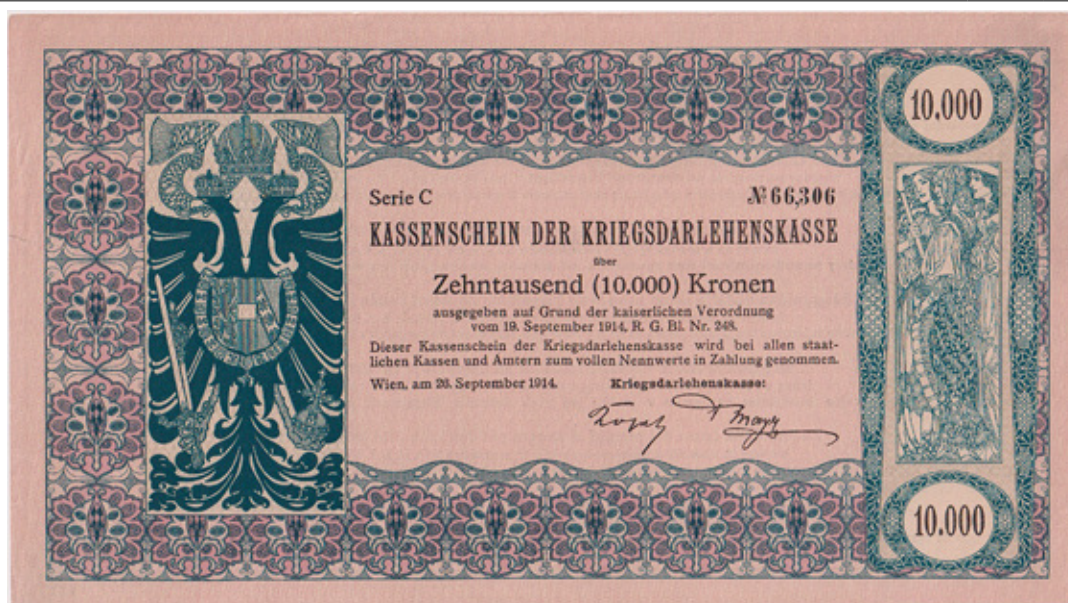 10.000
Serie C № 66,306
KASSENSCHEIN DER KRIEGSDARLEHENSKASSE
über
Zehntausend (10.000) Kronen
ausgegeben auf Grund der kaiserlichen Verordnung
vom 19. September 1914, R. G. Bl. Nr. 248.
Dieser Kassenschein der Kriegsdarlehenskasse wird bei allen staat-
lichen Kassen und Ämtern zum vollen Nennwerte in Zahlung genommen.
Wien, am 26. September 1914. Kriegsdarlehenskasse:
10.000